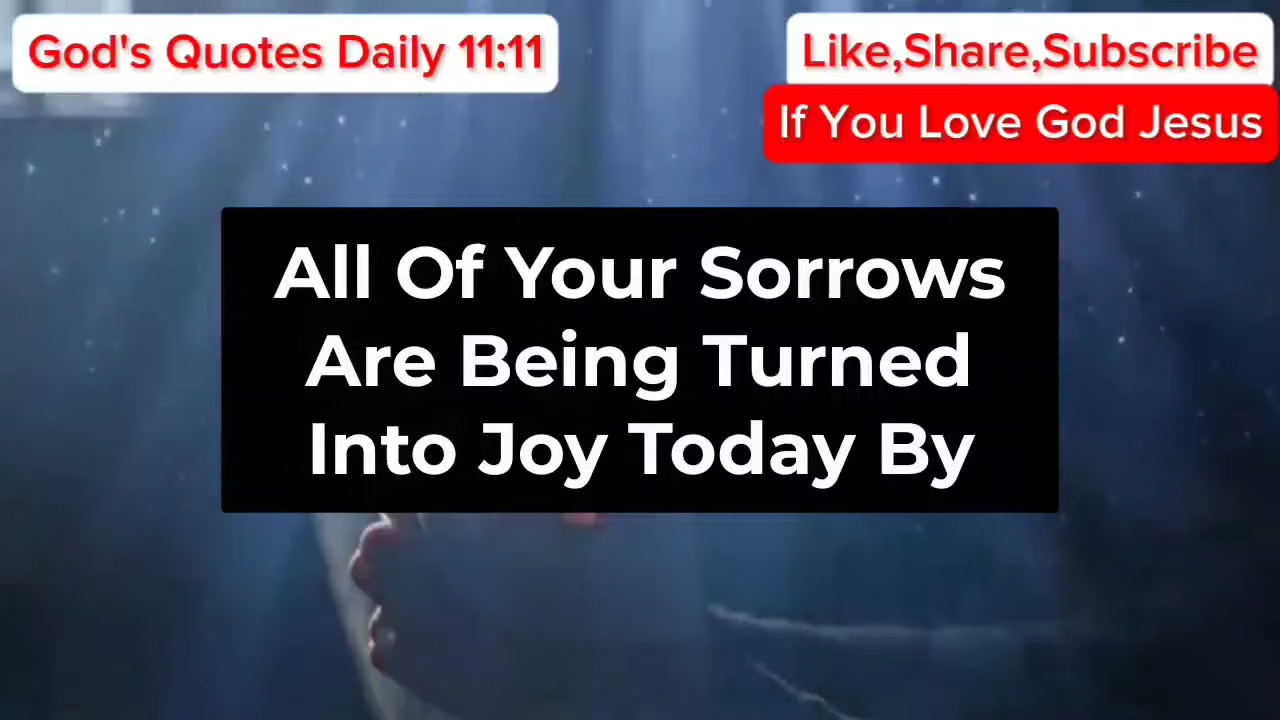 God's Quotes Daily 11:11
Like,Share,Subscribe
If You Love God Jesus
All Of Your Sorrows
Are Being Turned
Into Joy Today By